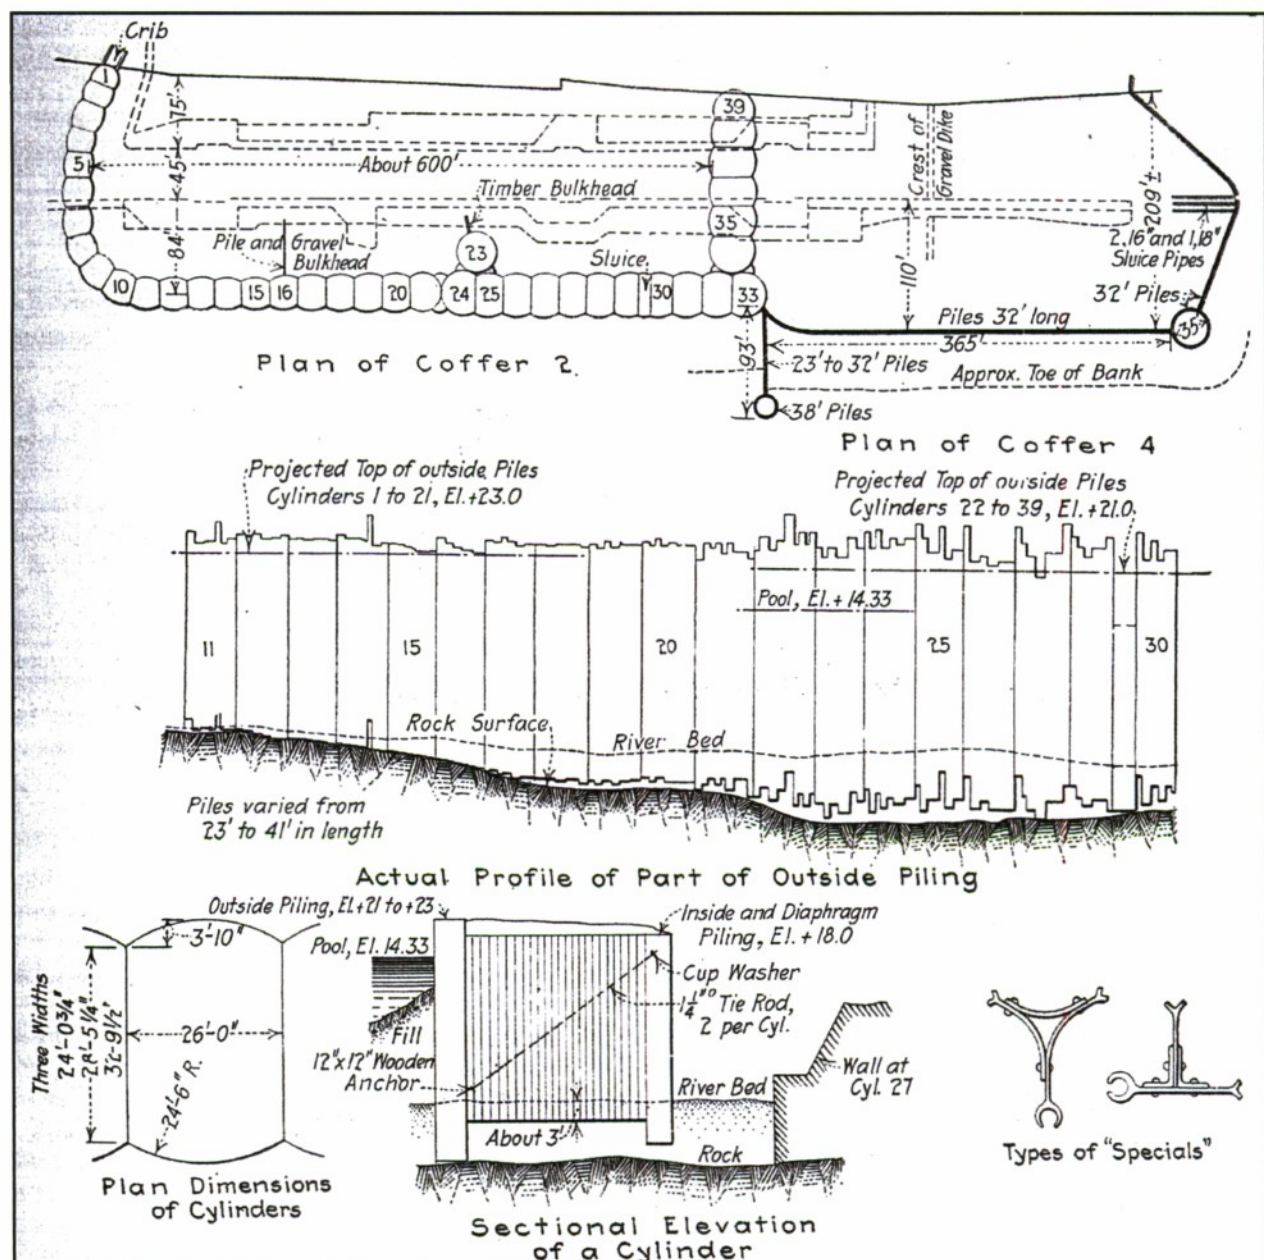 Crib
1
5
10
15
16
20
23
24
25
30
33
35
39
75'
45'
84'
About 600'
Timber Bulkhead
Pile and Gravel
Bulkhead
Sluice
Crest of
Gravel Dike
209'±
110'
2,16" and 1,18"
Sluice Pipes
32' Piles
35'
Piles 32' long
365'
93'
23' to 32' Piles
Approx. Toe of Bank
38' Piles
Plan of Coffer 2
Plan of Coffer 4
Projected Top of outside Piles
Cylinders 1 to 21, El.+23.0
Projected Top of outside Piles
Cylinders 22 to 39, El.+21.0
Pool, El.+14.33
11
15
20
25
30
Rock Surface
River Bed
Piles varied from
23' to 41' in length
Actual Profile of Part of Outside Piling
Three Widths
24'-0¾"
28'-5¼"
32'-9½"
3'-10"
26'-0"
24'-6" R.
Plan Dimensions
of Cylinders
Outside Piling, El.+21 to +23
Pool, El. 14.33
Fill
12"x12" Wooden
Anchor
About 3'
Inside and Diaphragm
Piling, El.+18.0
Cup Washer
1¼"° Tie Rod,
2 per Cyl.
River Bed
Rock
Wall at
Cyl. 27
Sectional Elevation
of a Cylinder
Types of "Specials"